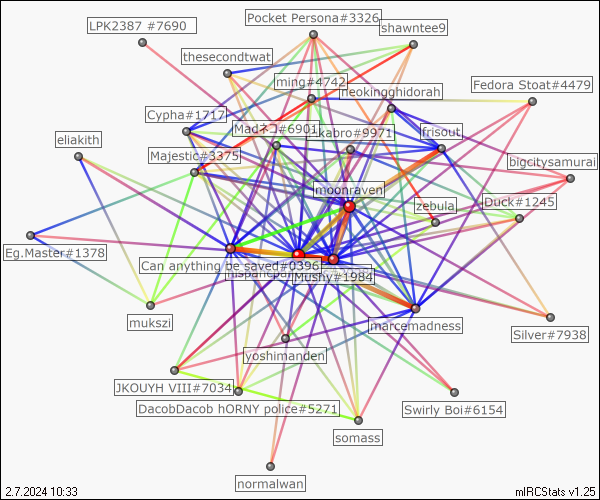 Pocket Persona#3326
LPK2387 #7690
shawntee9
thesecondtwat
ming#4742
neokingghidorah
Fedora Stoat#4479
Cypha#1717
Madネコ#6901
kabro#9971
frisout
eliakith
Majestic#3375
bigcitysamurai
moonraven
zebula
Duck#1245
Eg.Master#1378
Can anything be saved#0396
Mushy#1984
mukszi
marcemadness
Silver#7938
yoshimanden
JKOUYH VIII#7034
DacobDacob hORNY police#5271
Swirly Boi#6154
somass
normalwan
2.7.2024 10:33
mIRCStats v1.25